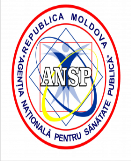 REPUBLICA MOLDOVA
ANSP
AGENȚIA NAȚIONALĂ PENTRU SĂNĂTATE PUBLICĂ